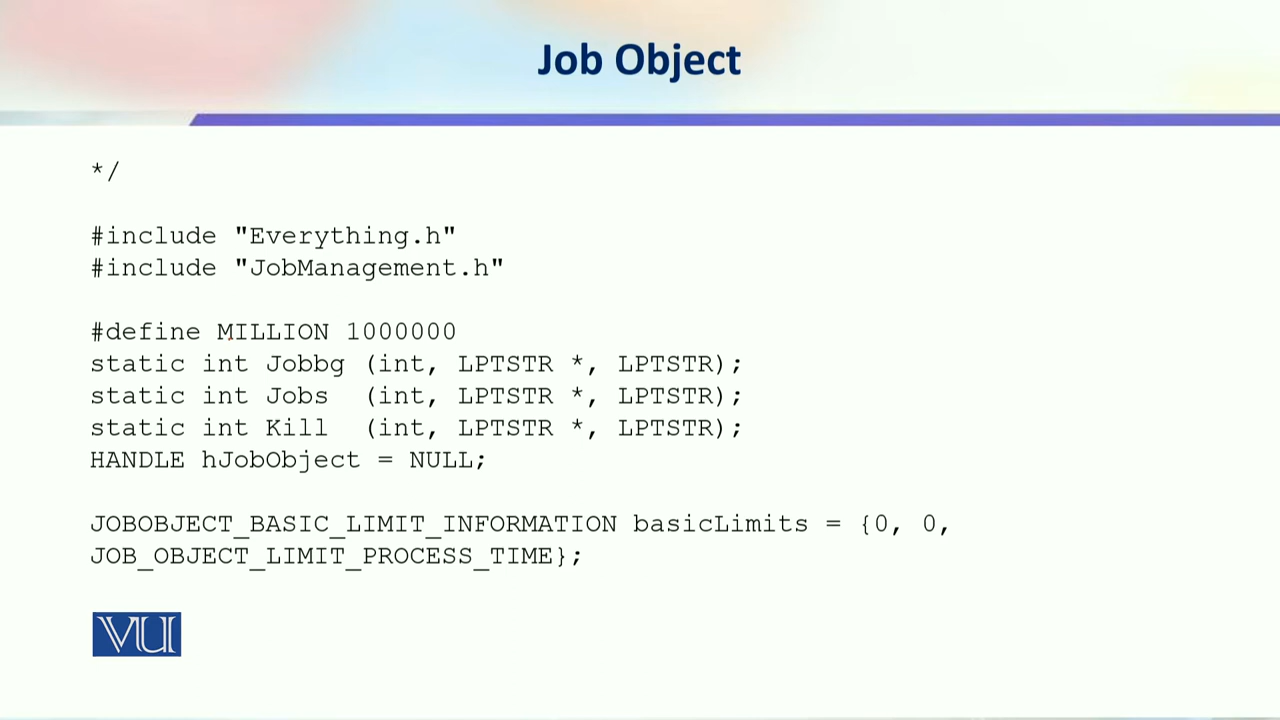 Job Object
*/
#include "Everything.h"
#include "JobManagement.h"
#define MILLION 1000000
static int Jobbg (int, LPTSTR *, LPTSTR);
static int Jobs  (int, LPTSTR *, LPTSTR);
static int Kill  (int, LPTSTR *, LPTSTR);
HANDLE hJobObject = NULL;
JOBOBJECT_BASIC_LIMIT_INFORMATION basicLimits = {0, 0,
JOB_OBJECT_LIMIT_PROCESS_TIME};
VU